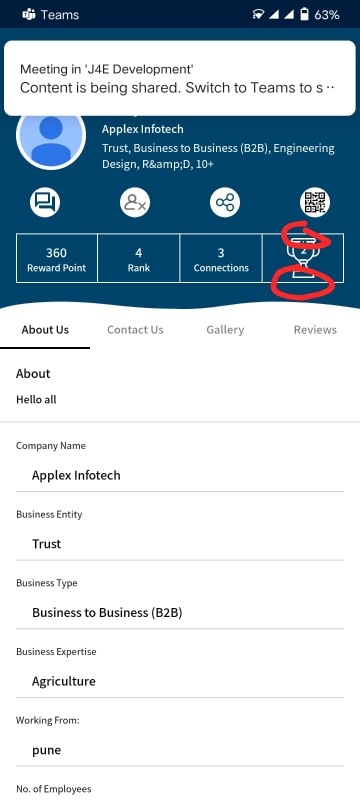 Teams
63%
Meeting in 'J4E Development'
Content is being shared. Switch to Teams to s ··
Applex Infotech
Trust, Business to Business (B2B), Engineering
Design, R&amp;D, 10+
360
4
3
2
Reward Point
Rank
Connections
About Us
Contact Us
Gallery
Reviews
About
Hello all
Company Name
Applex Infotech
Business Entity
Trust
Business Type
Business to Business (B2B)
Business Expertise
Agriculture
Working From:
pune
No. of Employees